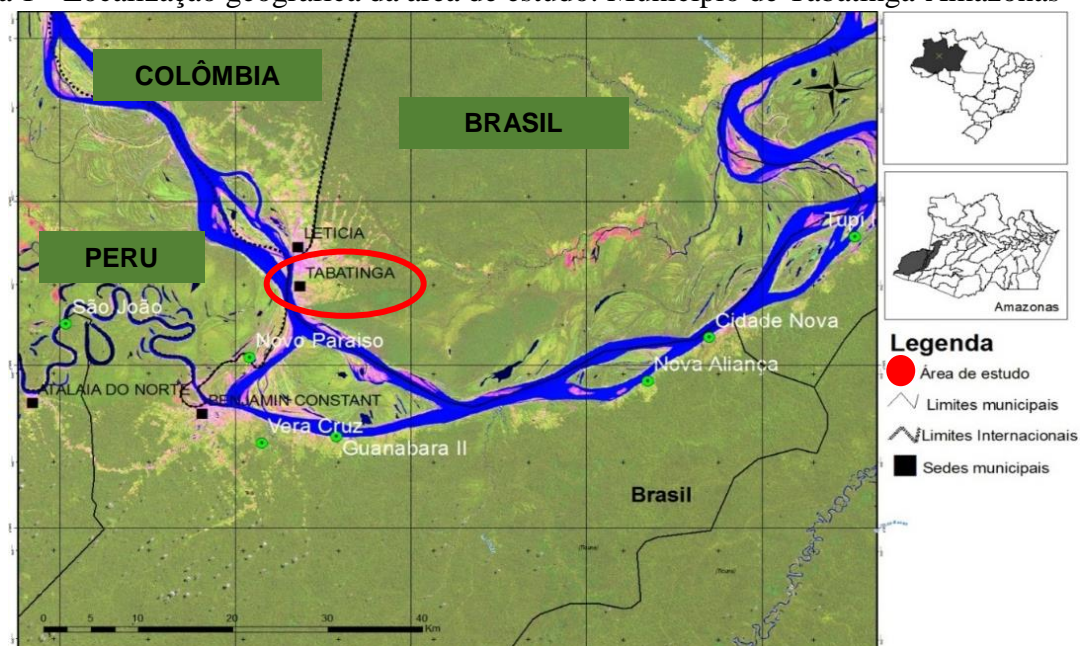 Localização geográfica da área de estudo: Município de Tabatinga-Amazonas
COLÔMBIA
BRASIL
PERU
LETICIA
TABATINGA
Tupi I
São João
Novo Paraiso
Cidade Nova
Nova Aliança
ATALAIA DO NORTE
BENJAMIN CONSTANT
Vera Cruz
Guanabara II
Brasil
0 5 10 20 30 40
Km
N
Amazonas
Legenda
Área de estudo
Limites municipais
Limites Internacionais
Sedes municipais